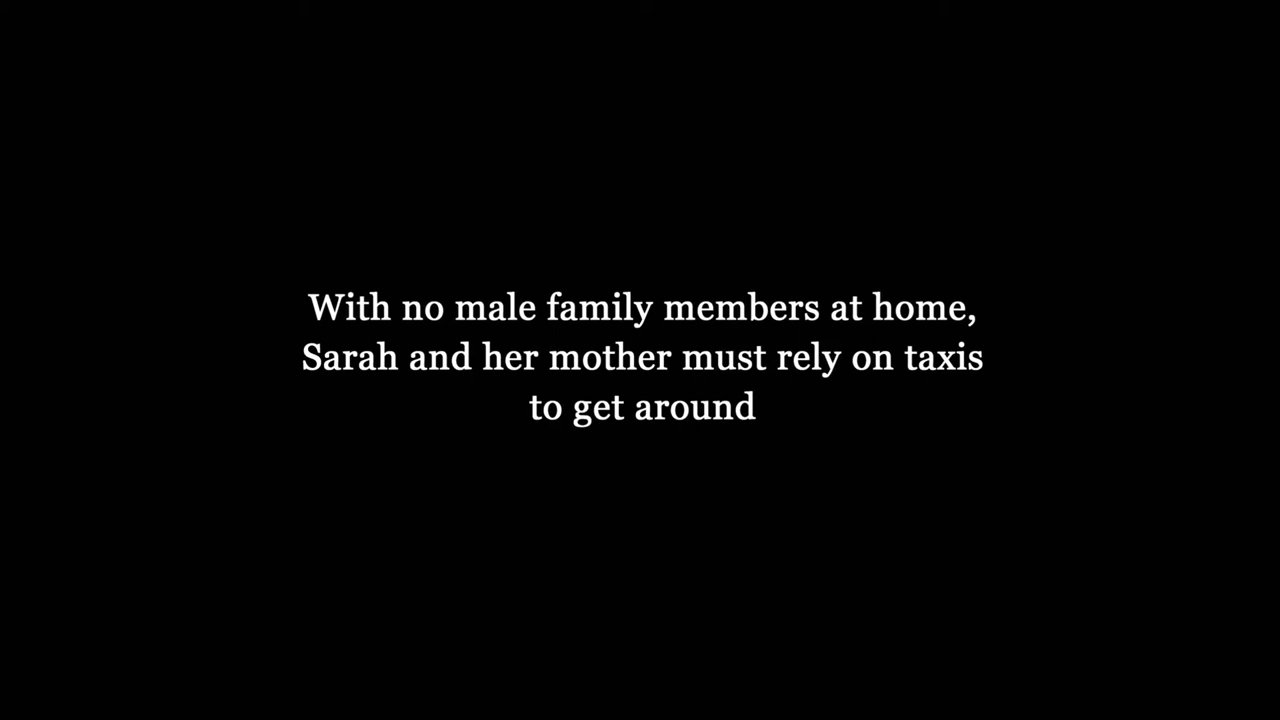 With no male family members at home,
Sarah and her mother must rely on taxis
to get around